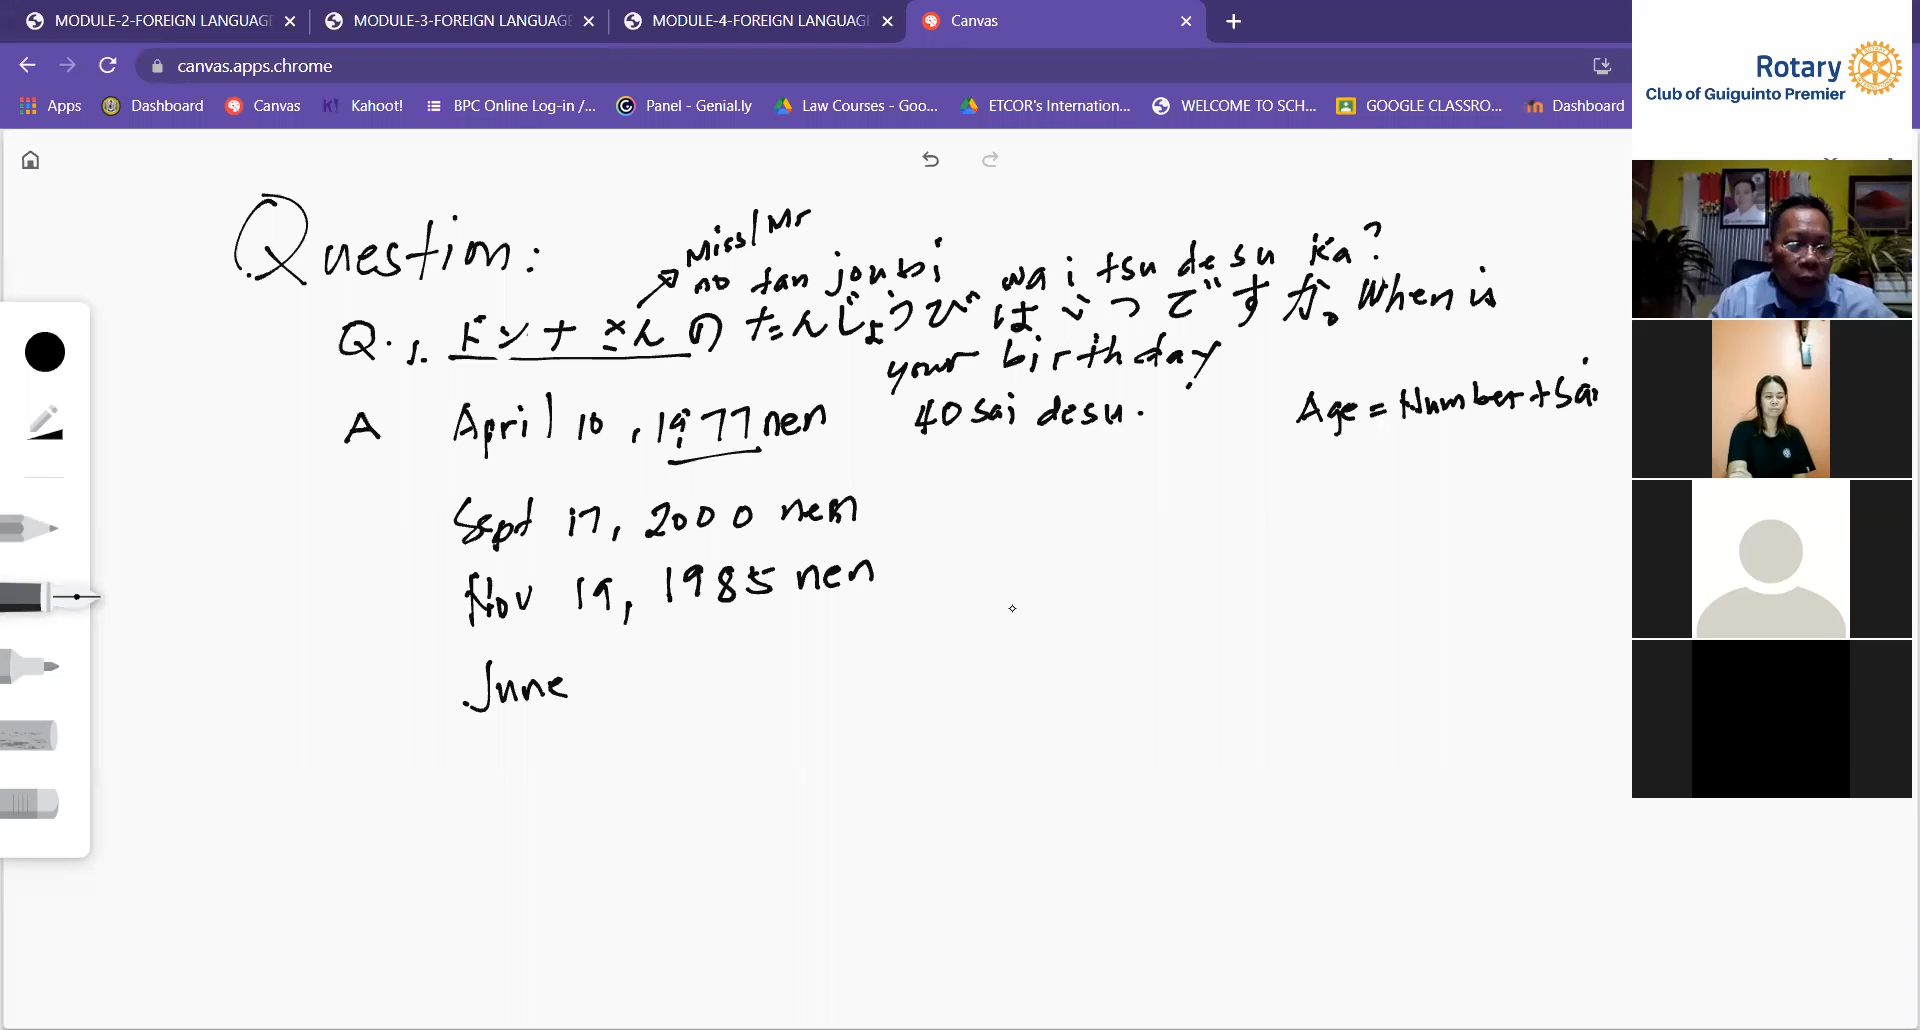 MODULE-2-FOREIGN LANGUAGE
MODULE-3-FOREIGN LANGUAGE
MODULE-4-FOREIGN LANGUAGE
Canvas
canvas.apps.chrome
Apps
Dashboard
Canvas
Kahoot!
BPC Online Log-in /...
Panel - Genial.ly
Law Courses - Goo...
ETCOR's Internation...
WELCOME TO SCH...
GOOGLE CLASSRO...
Dashboard
Rotary
Club of Guiguinto Premier
Question:
Miss/Mr
no tan joubi wa i tsu desu ka?
Q. 1. ドンナさんのたんじょうび は いつですか。 When is
your birthday
A April 10, 1977 nen 40 sai desu. Age = Number + Sai
Sept 17, 2000 nen
Nov 19, 1985 nen
June